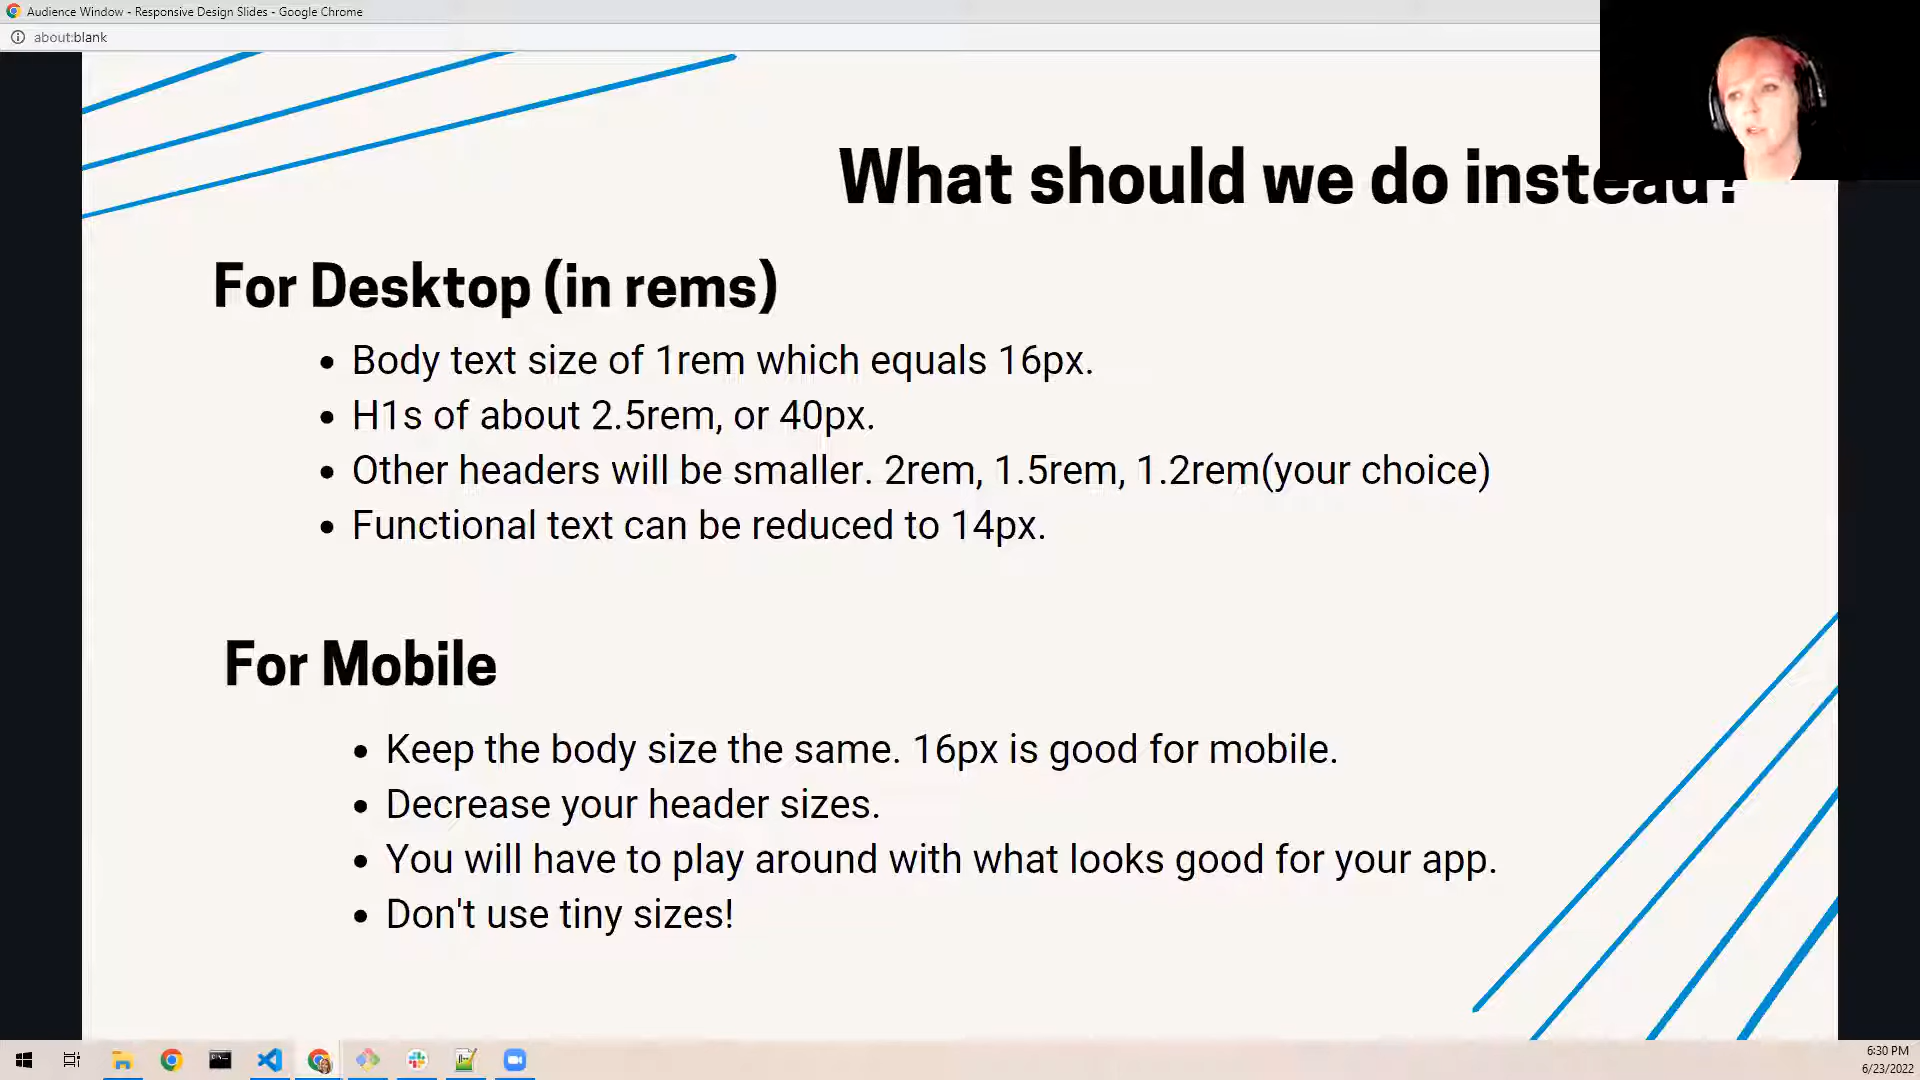 Audience Window - Responsive Design Slides - Google Chrome
about:blank
What should we do instead?
For Desktop (in rems)
• Body text size of 1rem which equals 16px.
• H1s of about 2.5rem, or 40px.
• Other headers will be smaller. 2rem, 1.5rem, 1.2rem(your choice)
• Functional text can be reduced to 14px.
For Mobile
• Keep the body size the same. 16px is good for mobile.
• Decrease your header sizes.
• You will have to play around with what looks good for your app.
• Don't use tiny sizes!
6:30 PM
6/23/2022